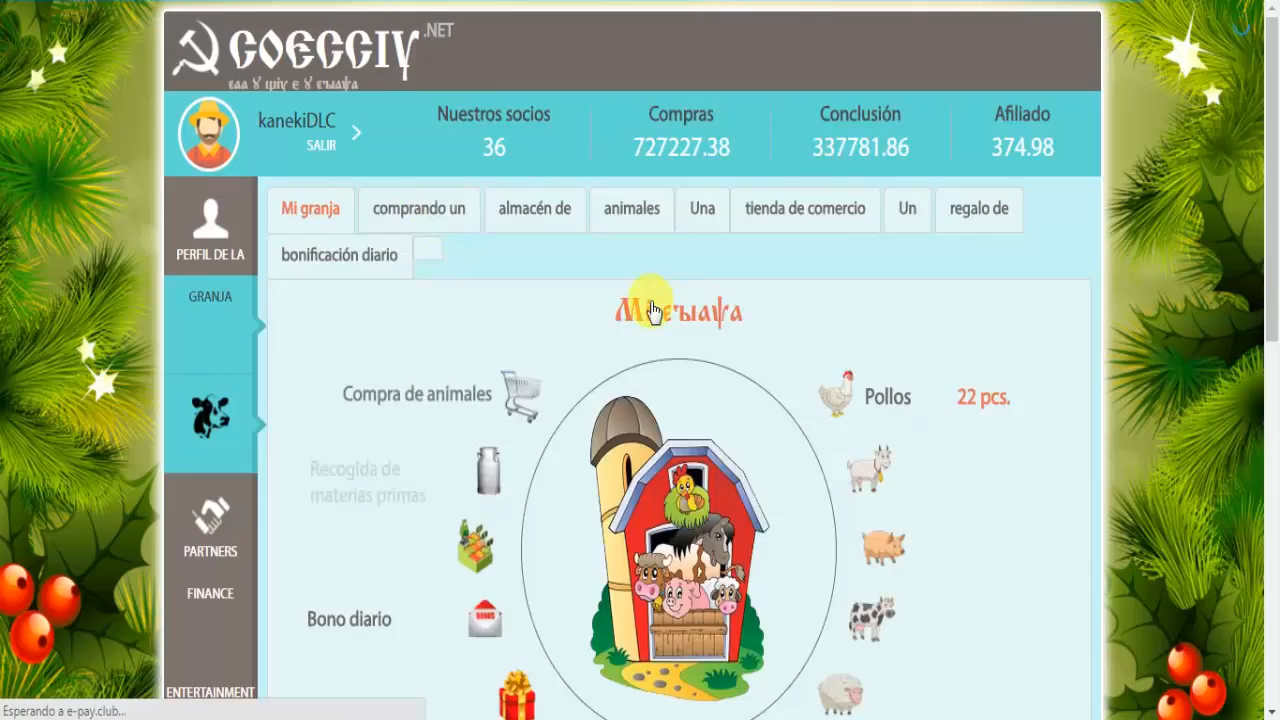 .NET
kanekiDLC
SALIR
Nuestros socios
36
Compras
727227.38
Conclusión
337781.86
Afiliado
374.98
PERFIL DE LA
GRANJA
PARTNERS
FINANCE
ENTERTAINMENT
Mi granja
comprando un
almacén de
animales
Una
tienda de comercio
Un
regalo de
bonificación diario
Compra de animales
Recogida de
materias primas
Bono diario
BONUS
Pollos
22 pcs.
Esperando a e-pay.club...